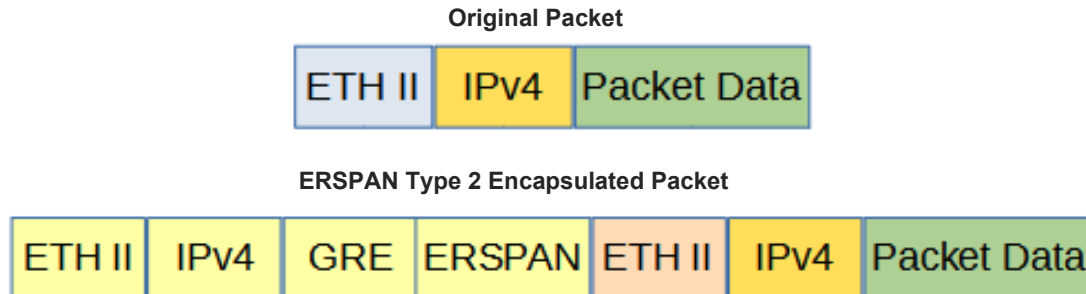 Original Packet
ETH II IPv4 Packet Data
ERSPAN Type 2 Encapsulated Packet
ETH II IPv4 GRE ERSPAN ETH II IPv4 Packet Data